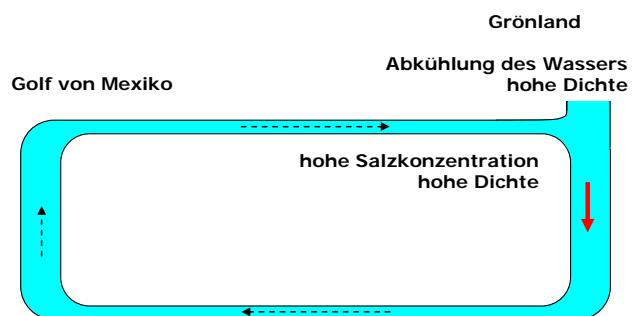 Grönland
Abkühlung des Wassers
hohe Dichte
Golf von Mexiko
hohe Salzkonzentration
hohe Dichte